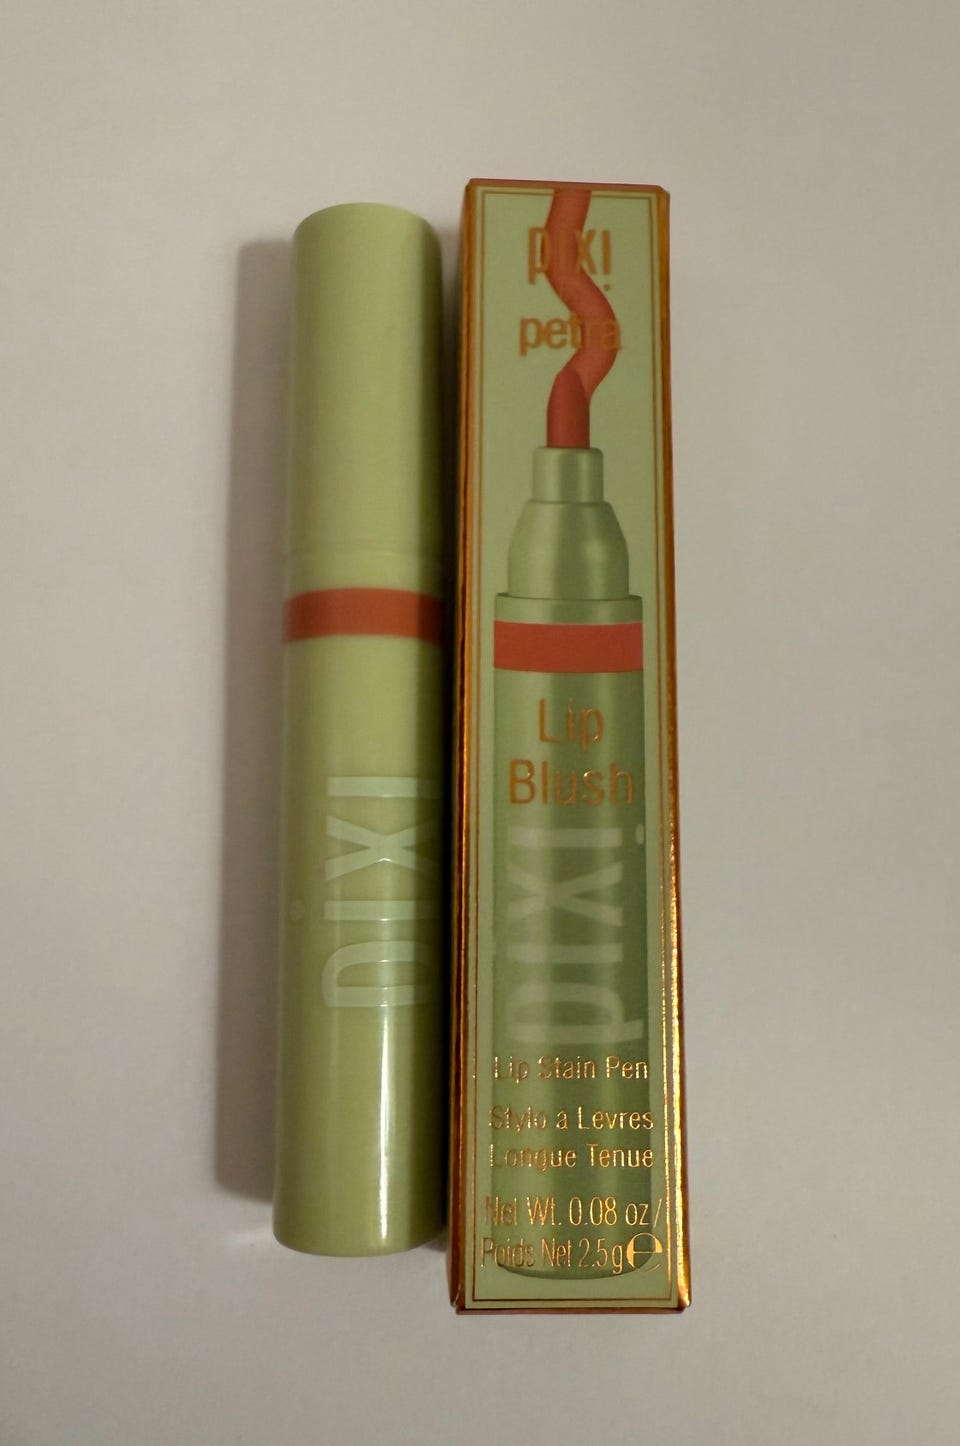 pixi
pixi
petra
Lip
Blush
pixi
Lip Stain Pen
Stylo à Lèvres
Longue Tenue
Net Wt. 0.08 oz/
Poids Net 2.5g e